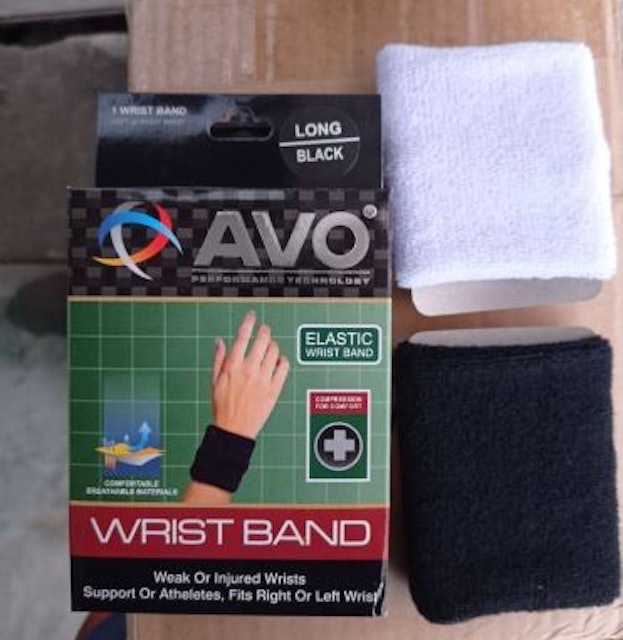 1 WRIST BAND
LONG
BLACK
AVO®
PERFORMANCE TECHNOLOGY
ELASTIC
WRIST BAND
COMPRESSION
FOR COMFORT
COMFORTABLE
BREATHABLE MATERIALS
WRIST BAND
Weak Or Injured Wrists
Support Or Atheletes, Fits Right Or Left Wrist